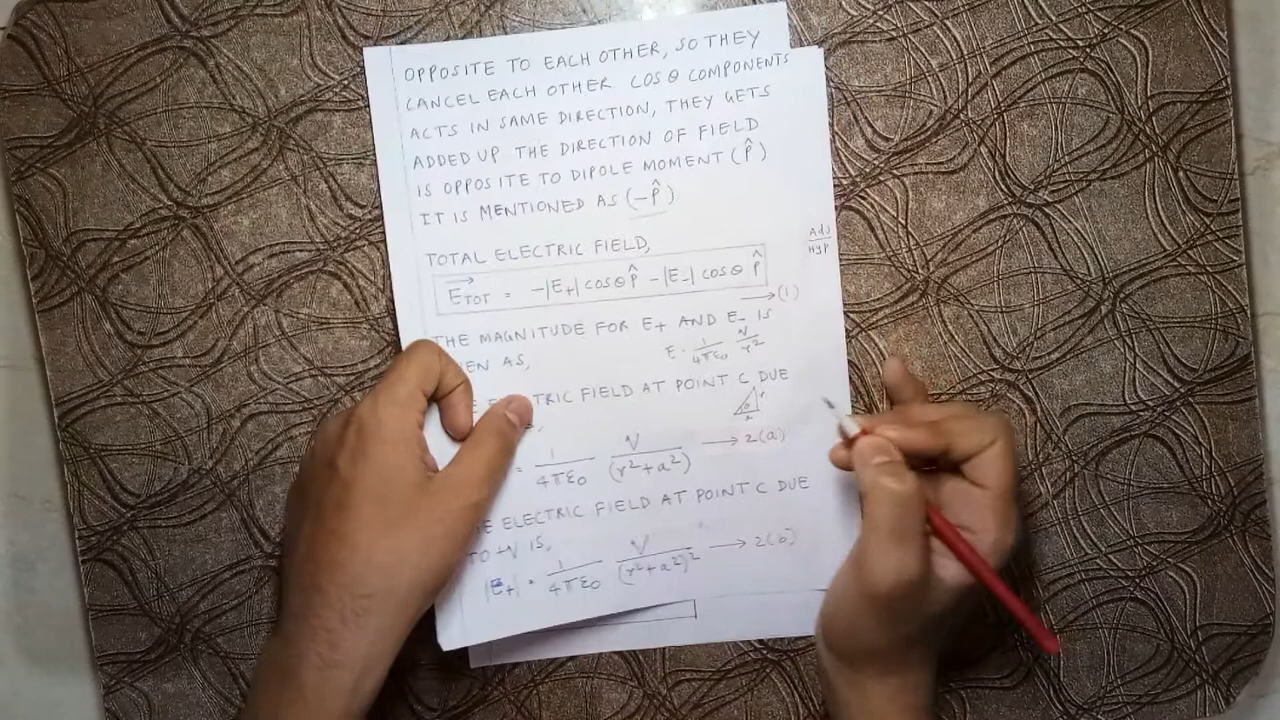 OPPOSITE TO EACH OTHER, SO THEY
CANCEL EACH OTHER COSθ COMPONENTS
ACTS IN SAME DIRECTION, THEY GETS
ADDED UP THE DIRECTION OF FIELD
IS OPPOSITE TO DIPOLE MOMENT (P̂)
IT IS MENTIONED AS (-P̂)
TOTAL ELECTRIC FIELD,
Adj/Hyp
E⃗TOT = -|E+| cosθ P̂ - |E-| cosθ P̂
→(1)
THE MAGNITUDE FOR E+ AND E- IS
EN AS,
E = 1/4πε0 q/r²
TRIC FIELD AT POINT C DUE
= 1/4πε0 q/(r²+a²) → 2(a)
E ELECTRIC FIELD AT POINT C DUE
TO +q IS,
|E+| = 1/4πε0 q/(r²+a²)² → 2(b)